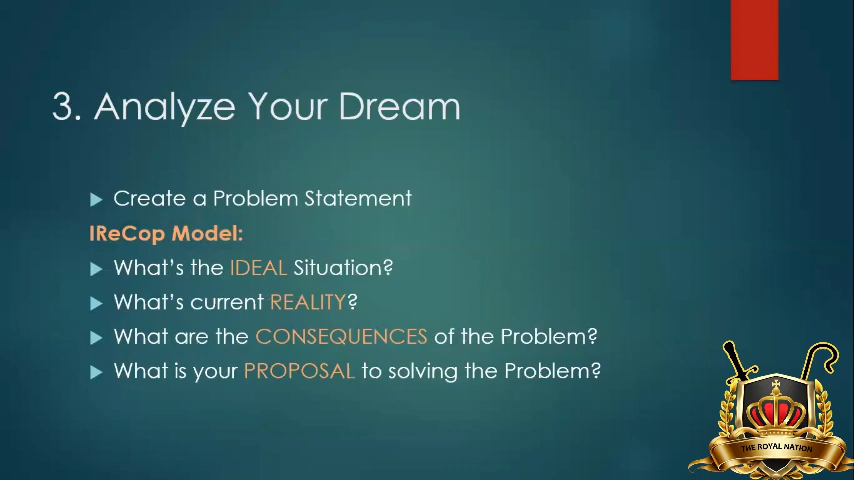 3. Analyze Your Dream
Create a Problem Statement
IReCop Model:
What's the IDEAL Situation?
What's current REALITY?
What are the CONSEQUENCES of the Problem?
What is your PROPOSAL to solving the Problem?
THE ROYAL NATION